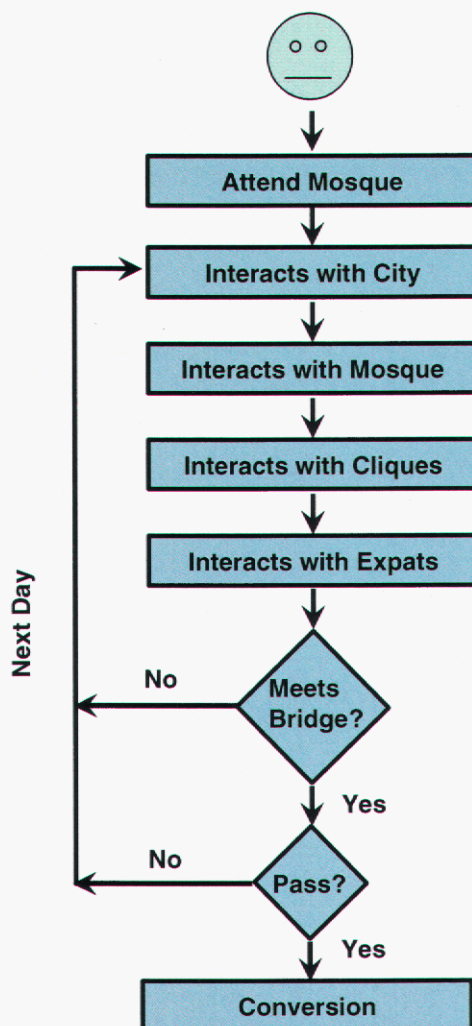 Attend Mosque
Interacts with City
Interacts with Mosque
Interacts with Cliques
Interacts with Expats
Next Day
Meets
Bridge?
No
Yes
Pass?
No
Yes
Conversion